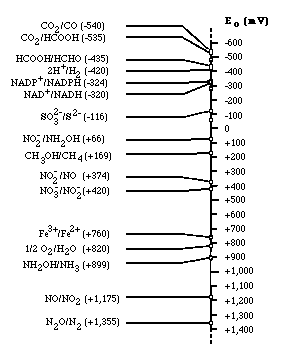 E₀ (mV)
CO₂/CO (-540)
CO₂/HCOOH (-535)
HCOOH/HCHO (-435)
2H⁺/H₂ (-420)
NADP⁺/NADPH (-324)
NAD⁺/NADH (-320)
SO₃²⁻/S²⁻ (-116)
NO₂⁻/NH₂OH (+66)
CH₃OH/CH₄ (+169)
NO₂⁻/NO (+374)
NO₃⁻/NO₂⁻ (+420)
Fe³⁺/Fe²⁺ (+760)
1/2 O₂/H₂O (+820)
NH₂OH/NH₃ (+899)
NO/NO₂ (+1,175)
N₂O/N₂ (+1,355)
-600
-500
-400
-300
-200
-100
0
+100
+200
+300
+400
+500
+600
+700
+800
+900
+1,000
+1,100
+1,200
+1,300
+1,400